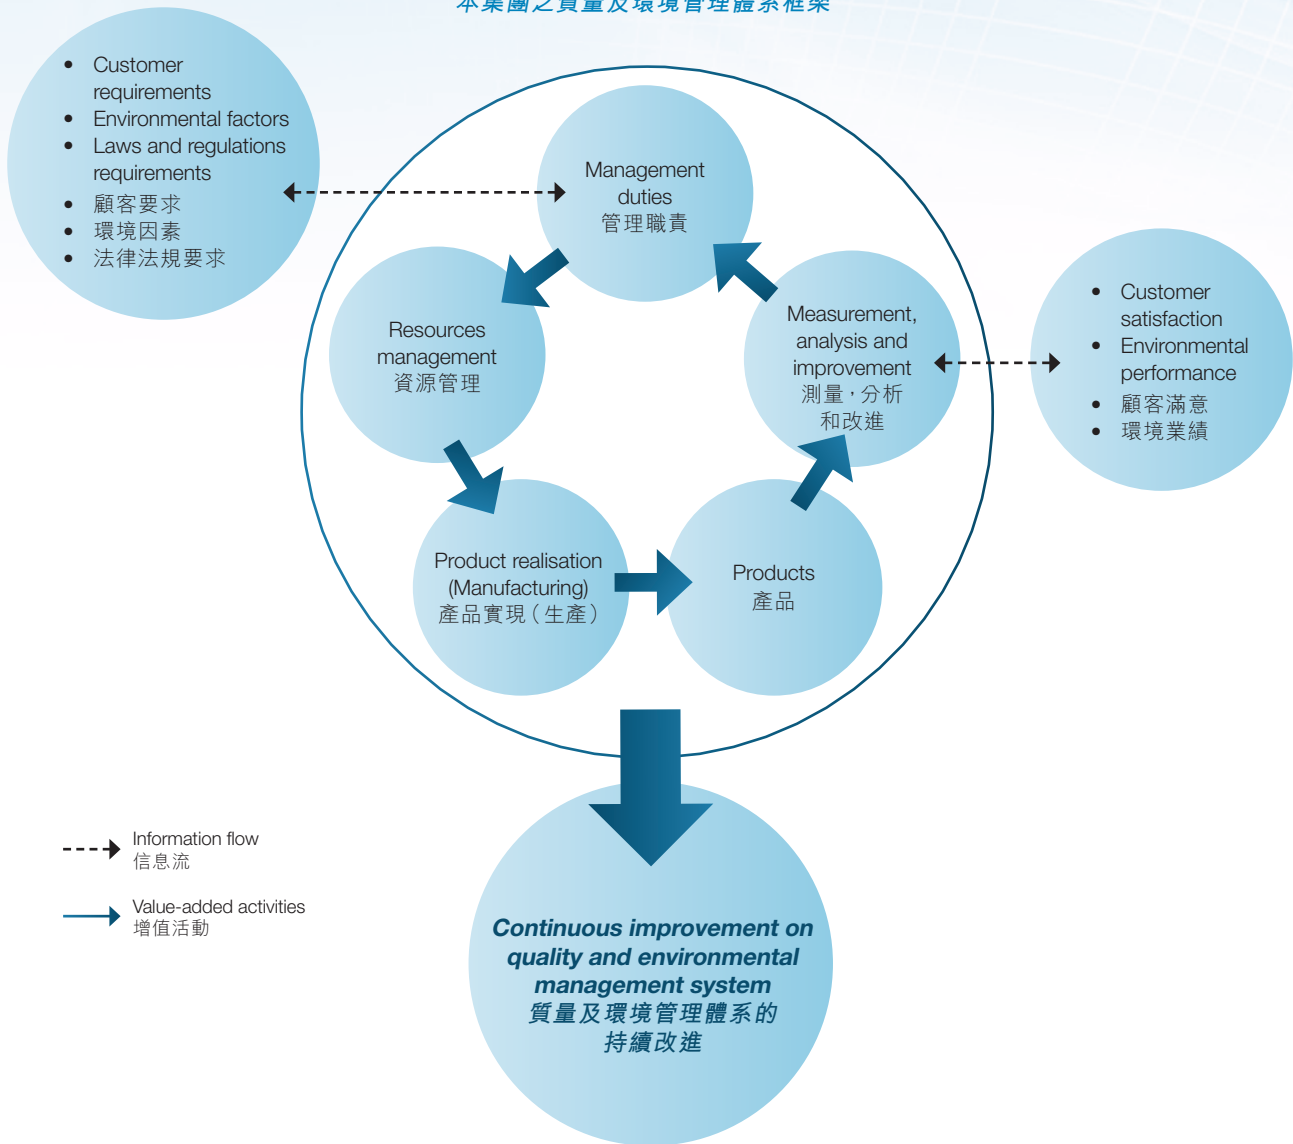 本集團之質量及環境管理體系框架
• Customer
requirements
• Environmental factors
• Laws and regulations
requirements
• 顧客要求
• 環境因素
• 法律法規要求
Management
duties
管理職責
Resources
management
資源管理
Measurement,
analysis and
improvement
測量，分析
和改進
• Customer
satisfaction
• Environmental
performance
• 顧客滿意
• 環境業績
Product realisation
(Manufacturing)
產品實現（生產）
Products
產品
Information flow
信息流
Value-added activities
增值活動
Continuous improvement on
quality and environmental
management system
質量及環境管理體系的
持續改進